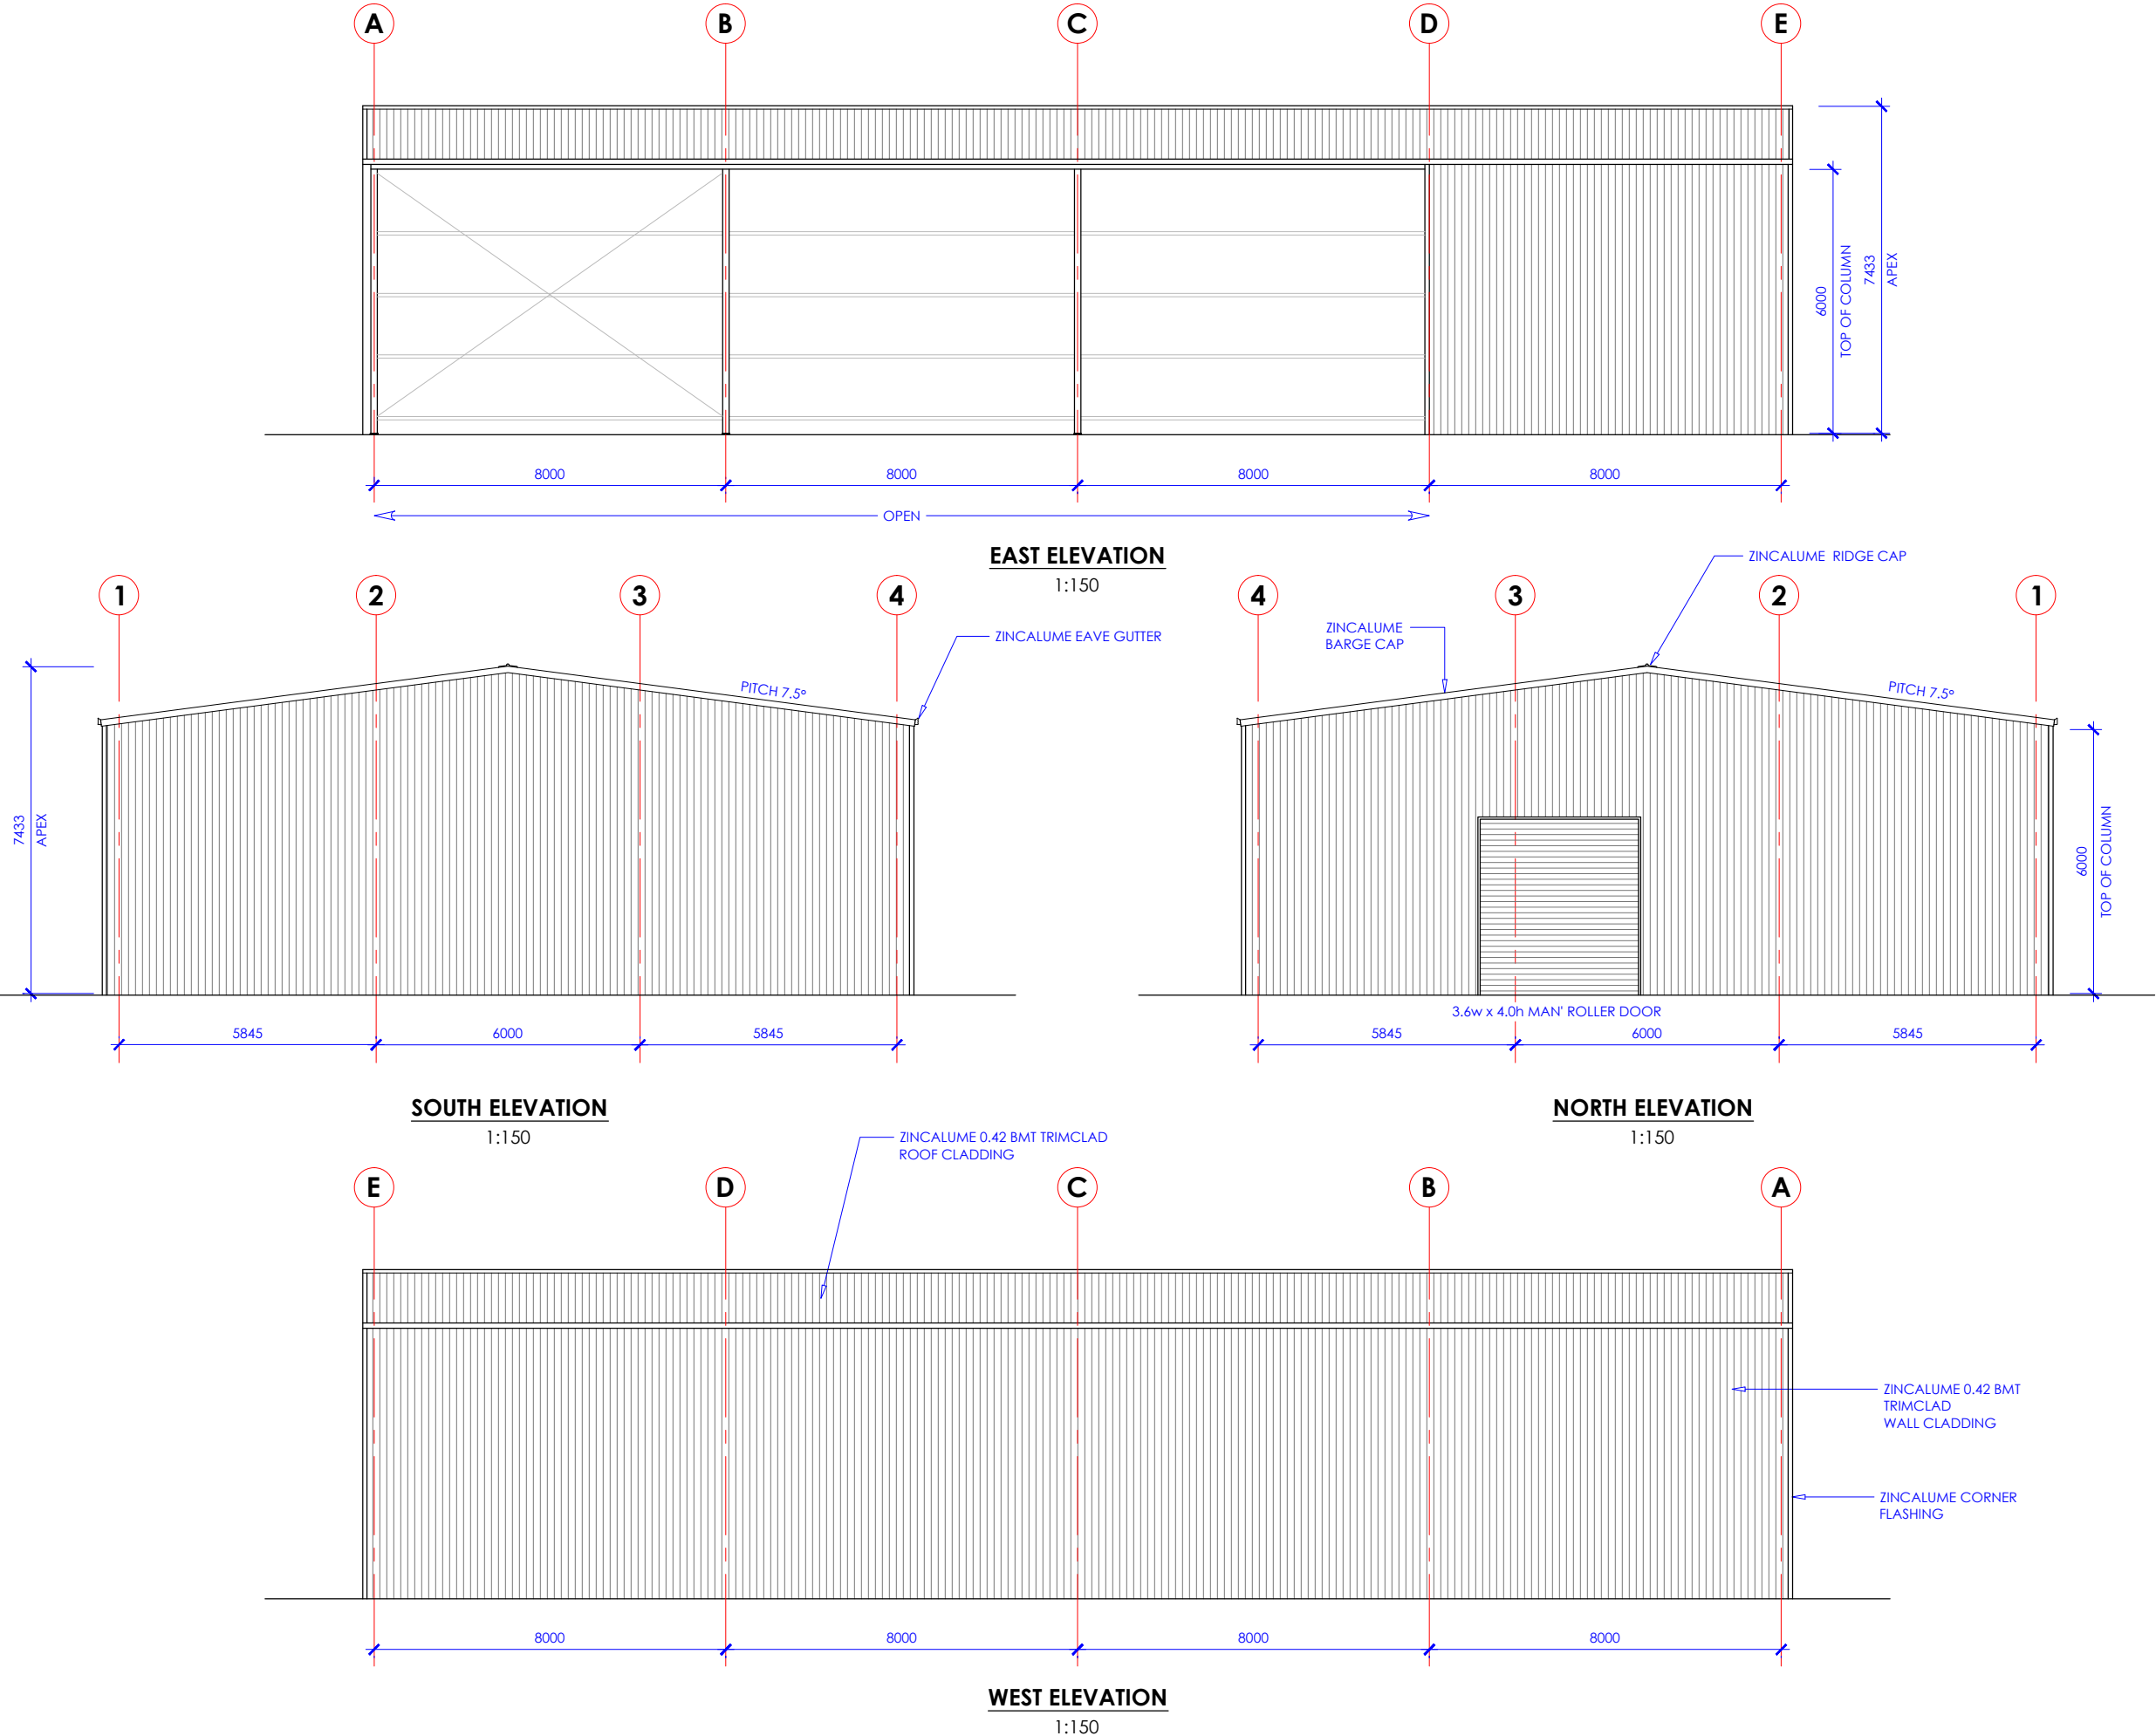 A
B
C
D
E
6000
TOP OF COLUMN
7433
APEX
8000
8000
8000
8000
OPEN
EAST ELEVATION
1:150
1
2
3
4
ZINCALUME EAVE GUTTER
PITCH 7.5°
7433
APEX
5845
6000
5845
SOUTH ELEVATION
1:150
4
3
2
1
ZINCALUME RIDGE CAP
ZINCALUME
BARGE CAP
PITCH 7.5°
6000
TOP OF COLUMN
3.6w x 4.0h MAN' ROLLER DOOR
5845
6000
5845
NORTH ELEVATION
1:150
ZINCALUME 0.42 BMT TRIMCLAD
ROOF CLADDING
E
D
C
B
A
ZINCALUME 0.42 BMT
TRIMCLAD
WALL CLADDING
ZINCALUME CORNER
FLASHING
8000
8000
8000
8000
WEST ELEVATION
1:150